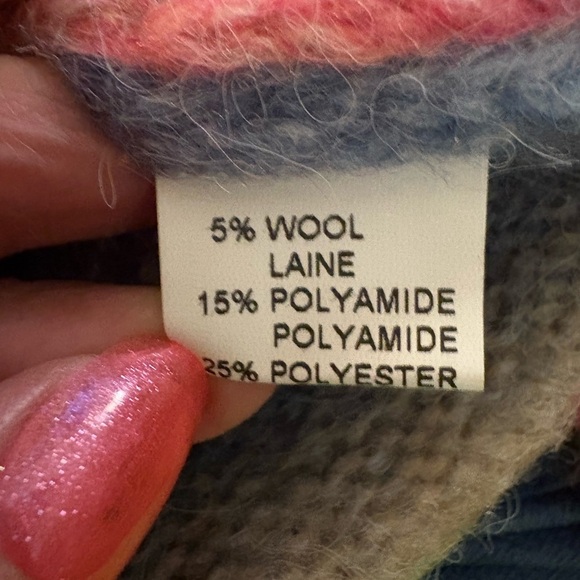 5% WOOL
LAINE
15% POLYAMIDE
POLYAMIDE
25% POLYESTER